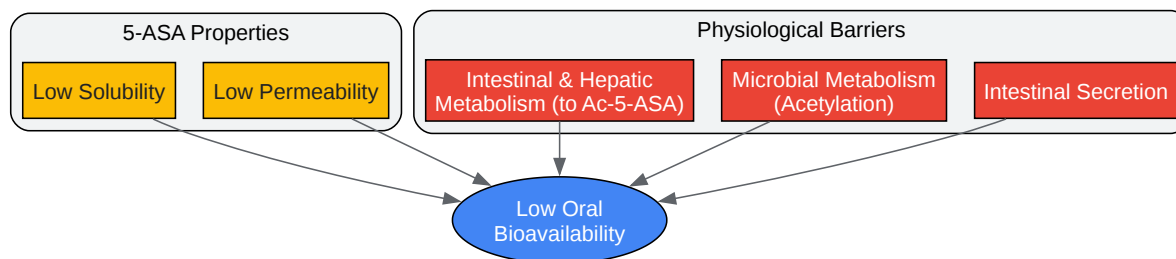 5-ASA Properties
Low Solubility
Low Permeability
Physiological Barriers
Intestinal & Hepatic
Metabolism (to Ac-5-ASA)
Microbial Metabolism
(Acetylation)
Intestinal Secretion
Low Oral
Bioavailability